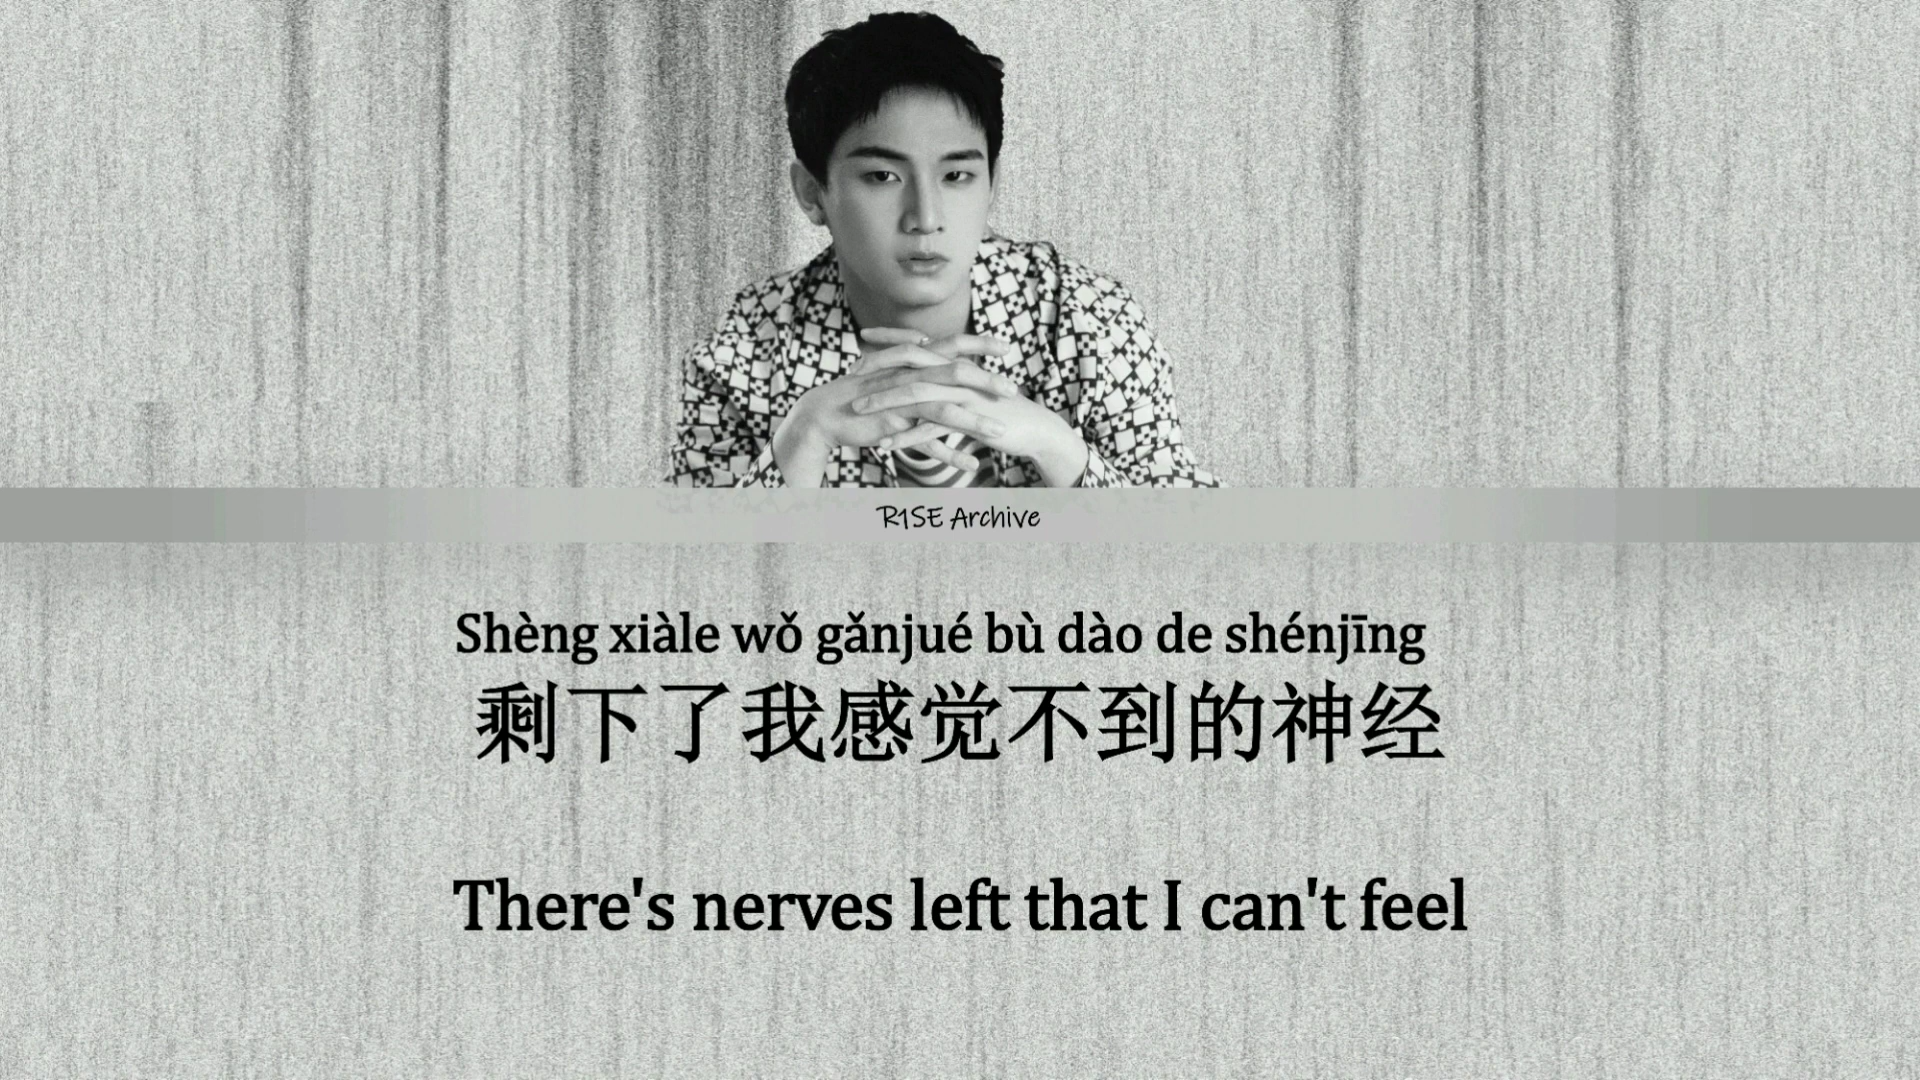 R1SE Archive
Shèng xiàle wǒ gǎnjué bù dào de shénjīng
剩下了我感觉不到的神经
There's nerves left that I can't feel